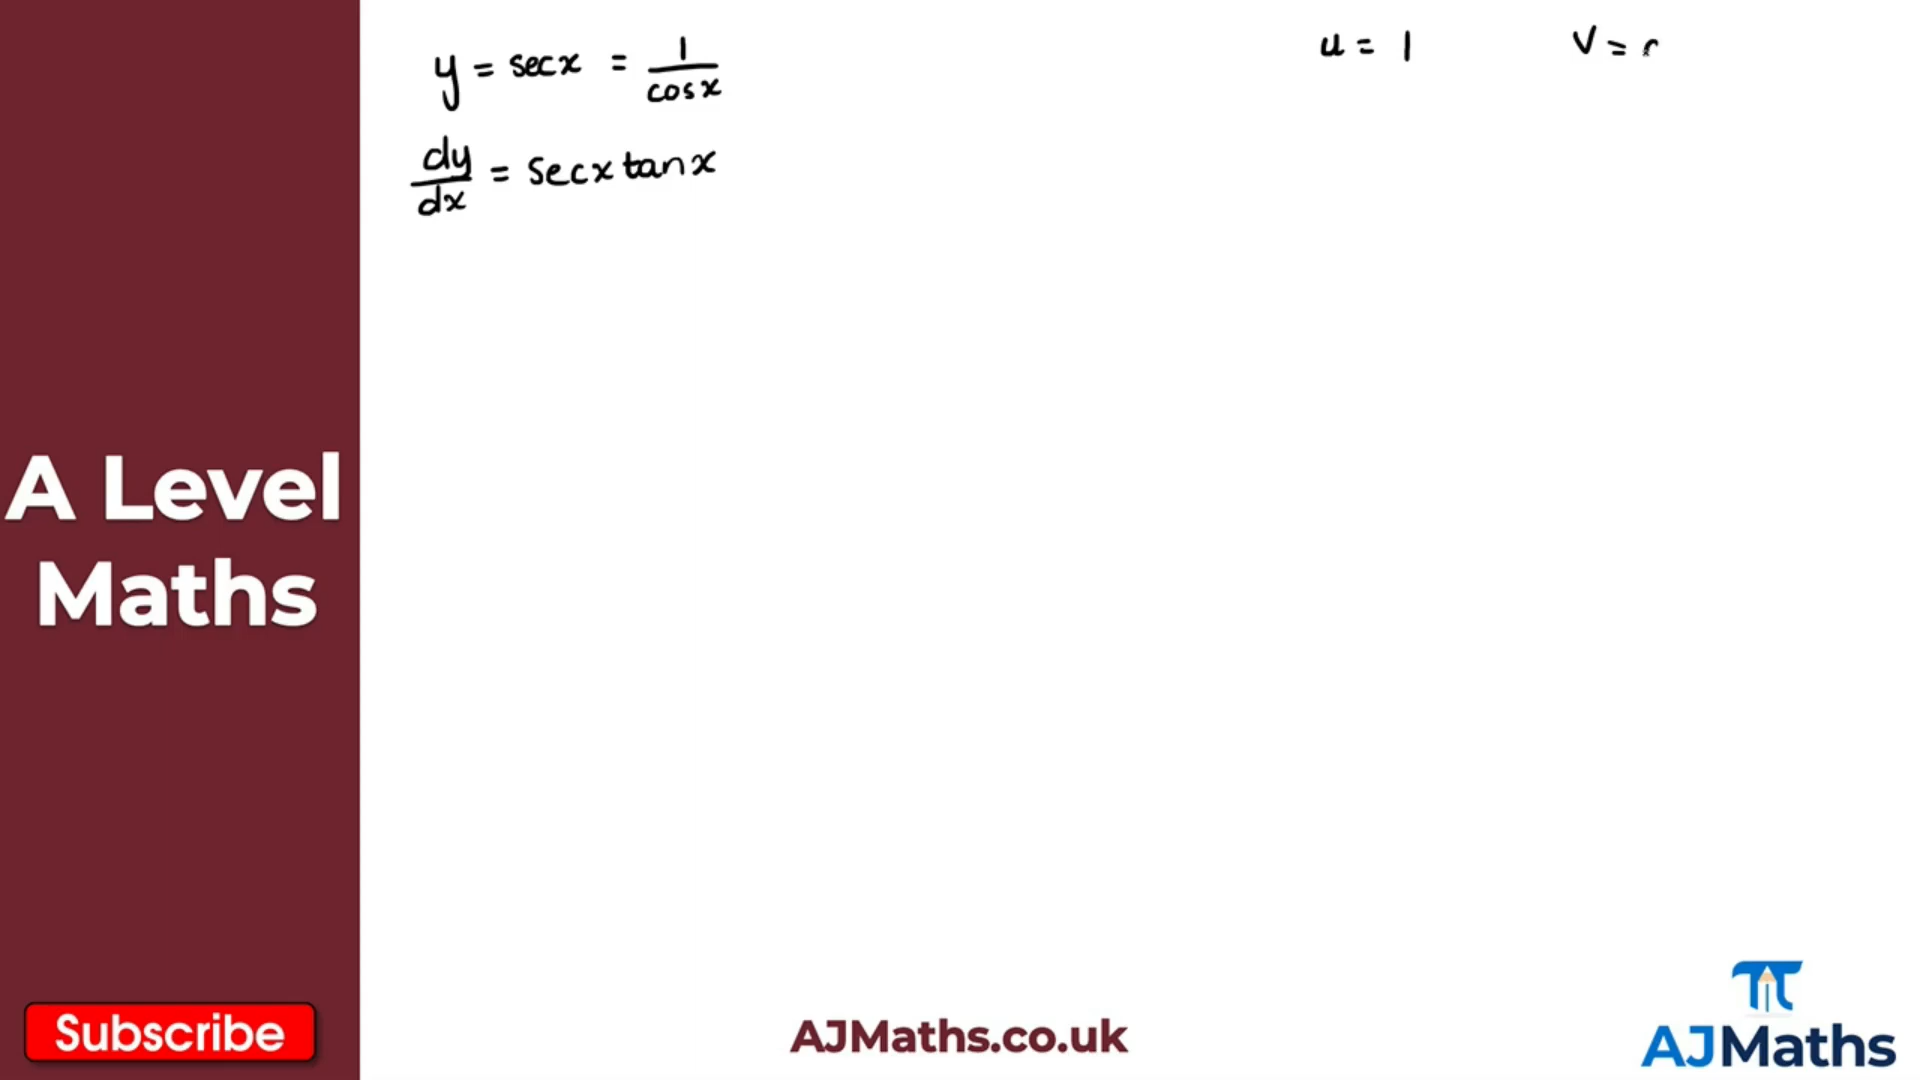 y = secx = 1/cosx
u = 1
v =
dy/dx = secx tanx
A Level
Maths
Subscribe
AJMaths.co.uk
AJMaths